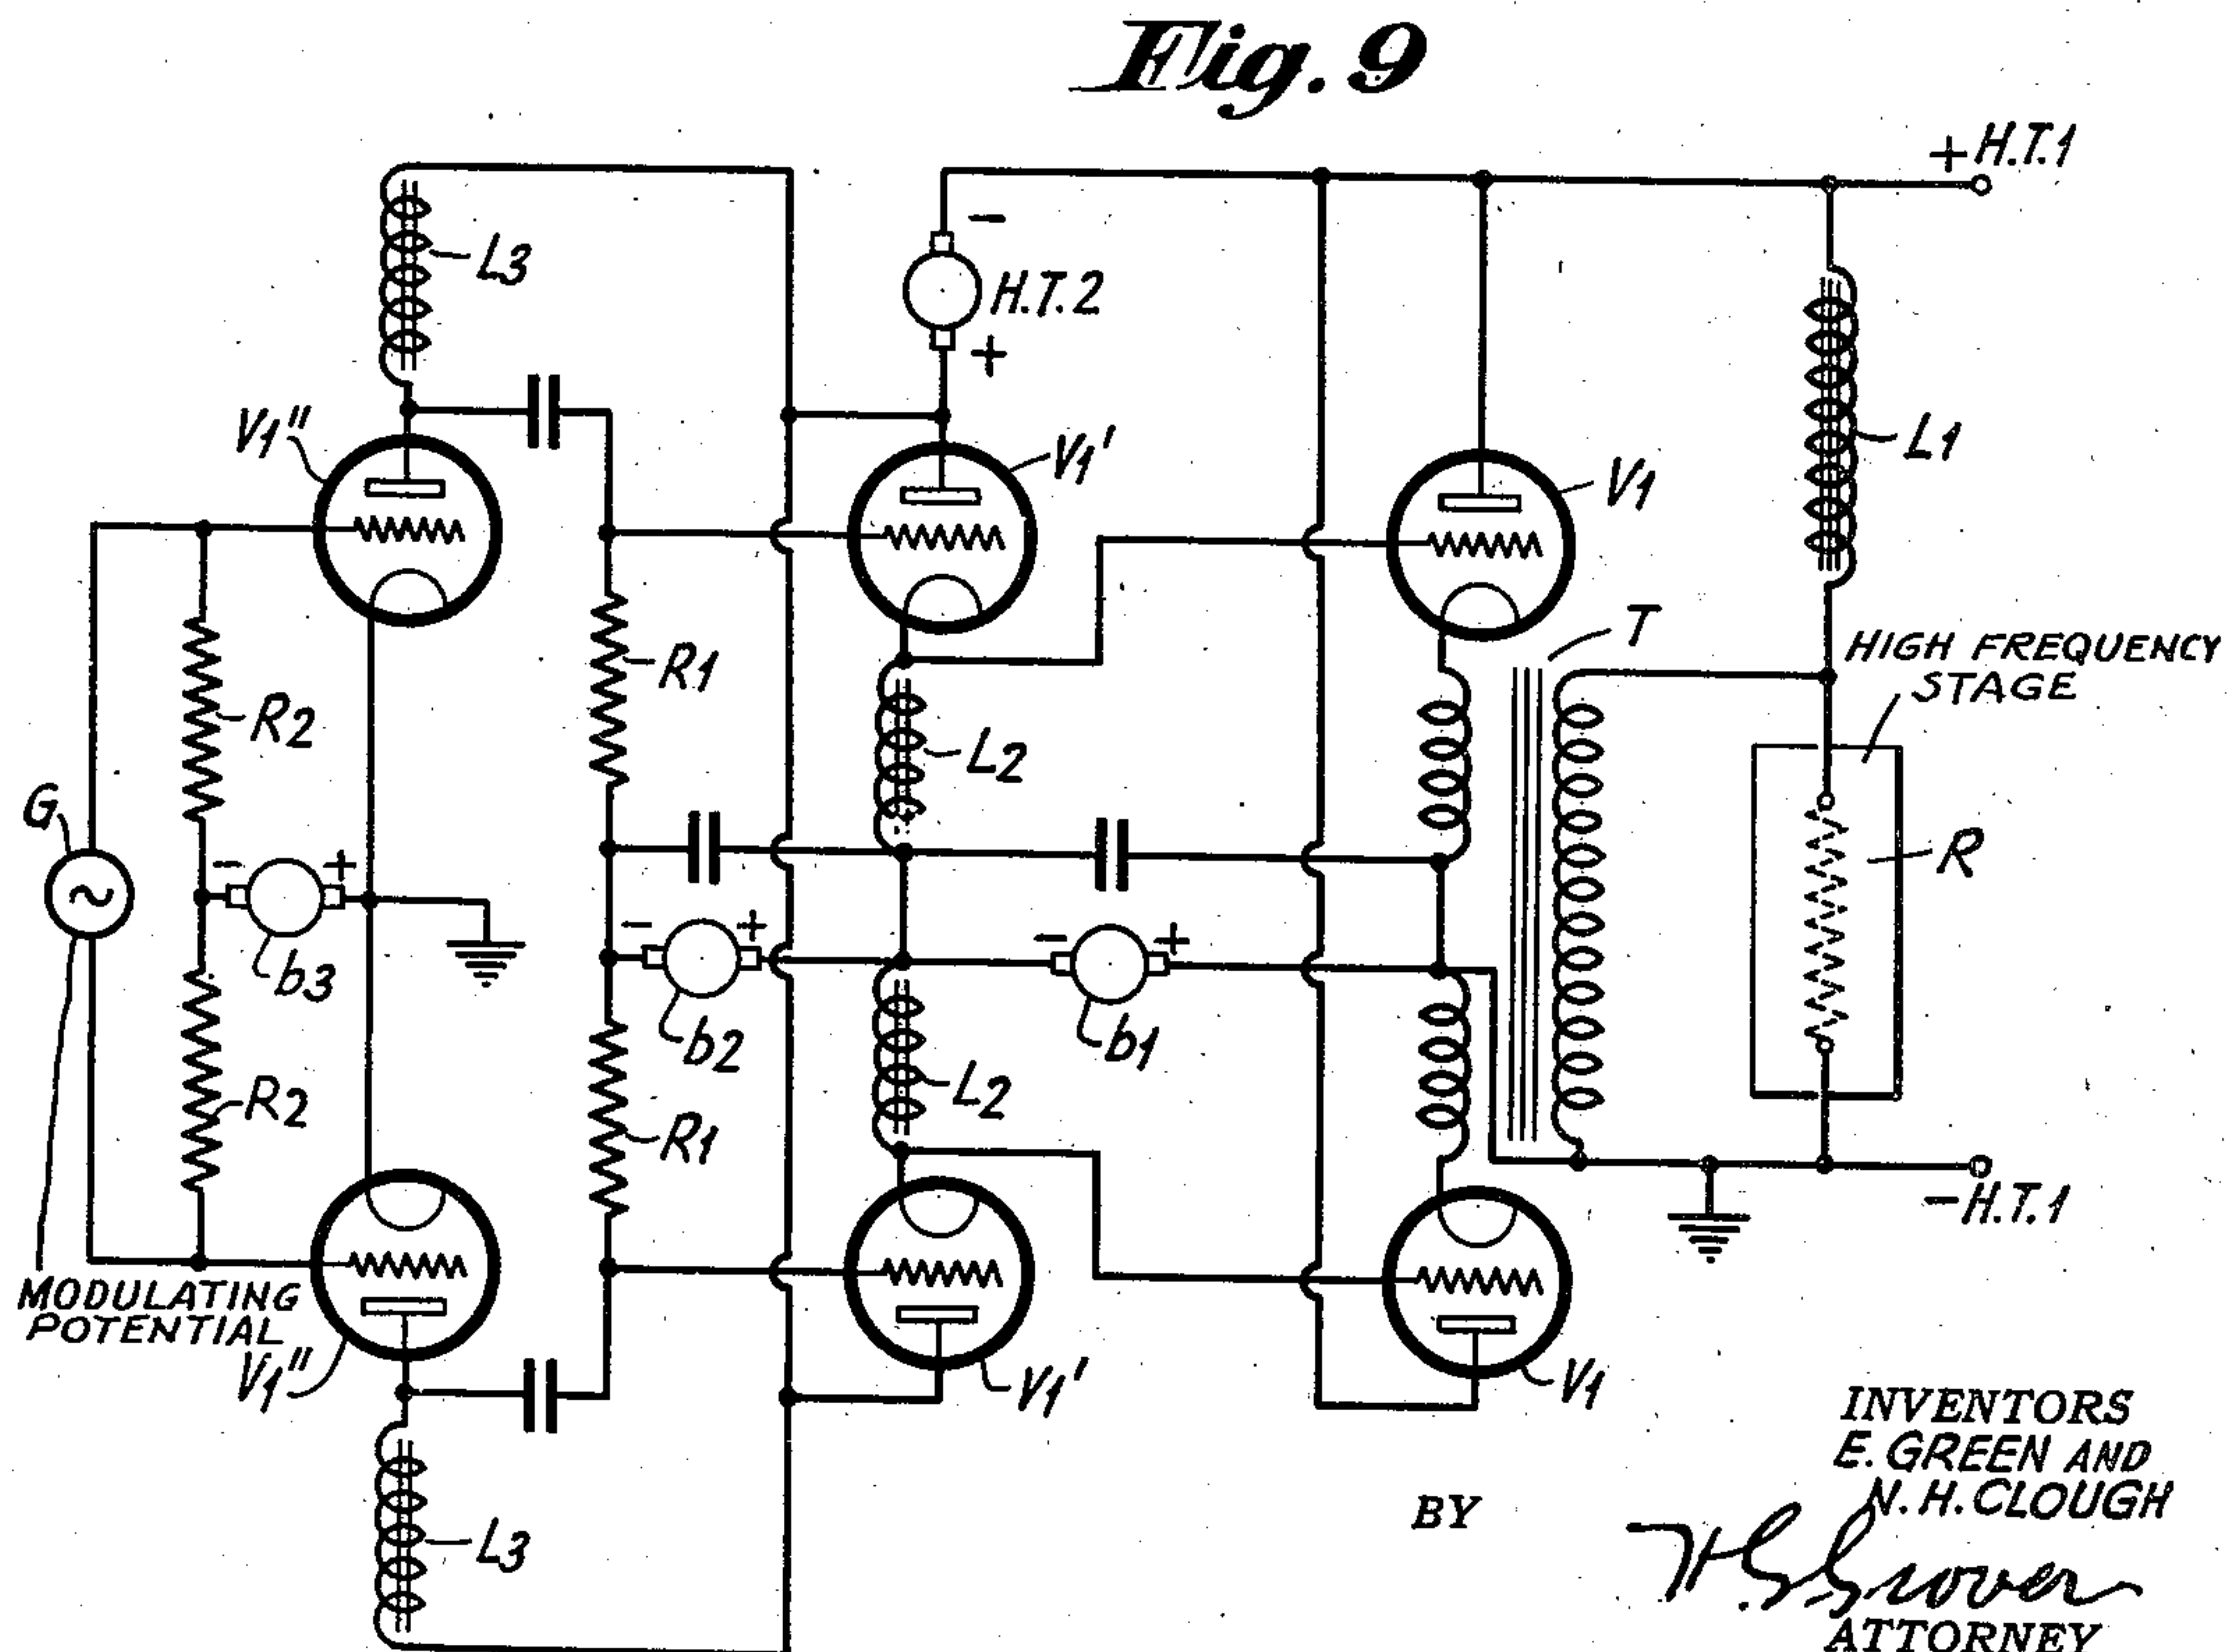 Fig. 9
+ H.T.1
L3
−
H.T.2
+
V1''
V1'
V1
L1
T
HIGH FREQUENCY
STAGE
R1
R2
L2
G
− +
b3
R
− +
b2
− +
b1
R2
R1
L2
− H.T.1
MODULATING
POTENTIAL
V1''
V1'
V1
L3
INVENTORS
E. GREEN AND
N. H. CLOUGH
BY
H G Grover
ATTORNEY